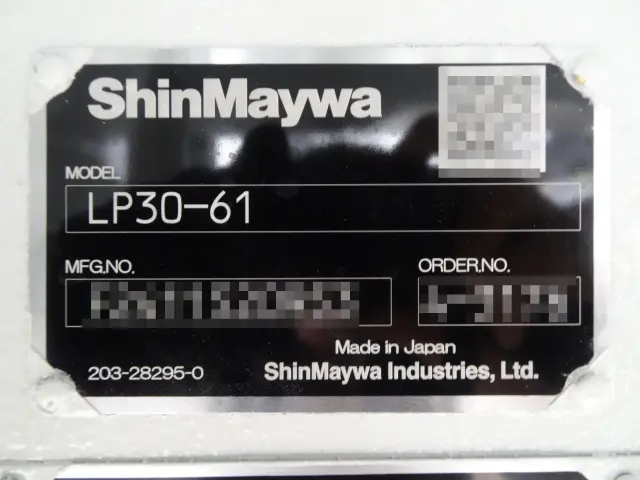 ShinMaywa
MODEL
LP30-61
MFG.NO.
ORDER.NO.
Made in Japan
203-28295-0
ShinMaywa Industries, Ltd.